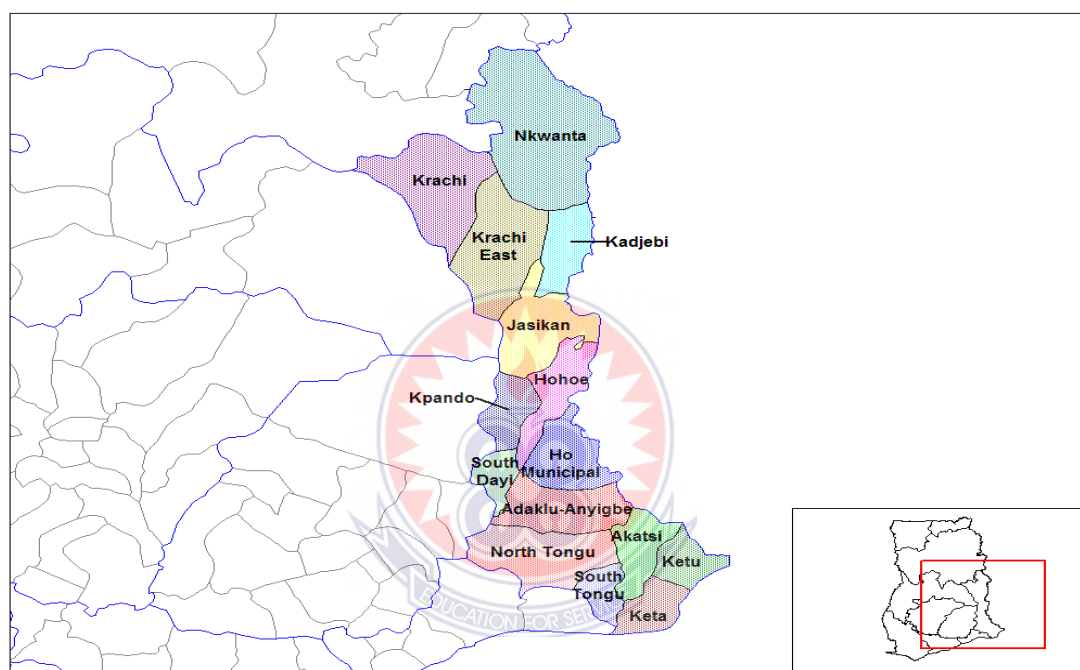 Nkwanta
Krachi
Krachi
East
Kadjebi
Jasikan
Hohoe
Kpando
Ho
Municipal
South
Dayi
Adaklu-Anyigbe
Akatsi
North Tongu
Ketu
South
Tongu
Keta
EDUCATION FOR